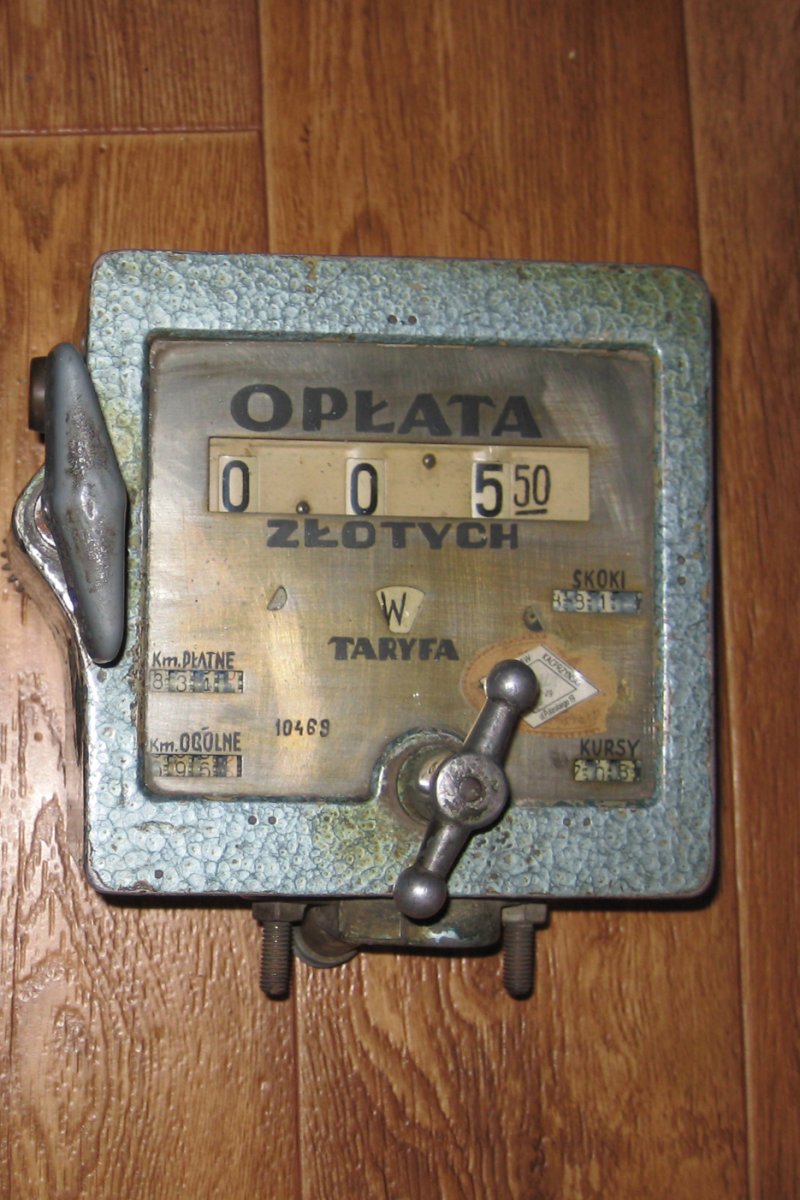 OPŁATA
0 0 5 50
ZŁOTYCH
SKOKI
W
TARYFA
Km. PŁATNE
10469
Km. OGÓLNE
KURSY